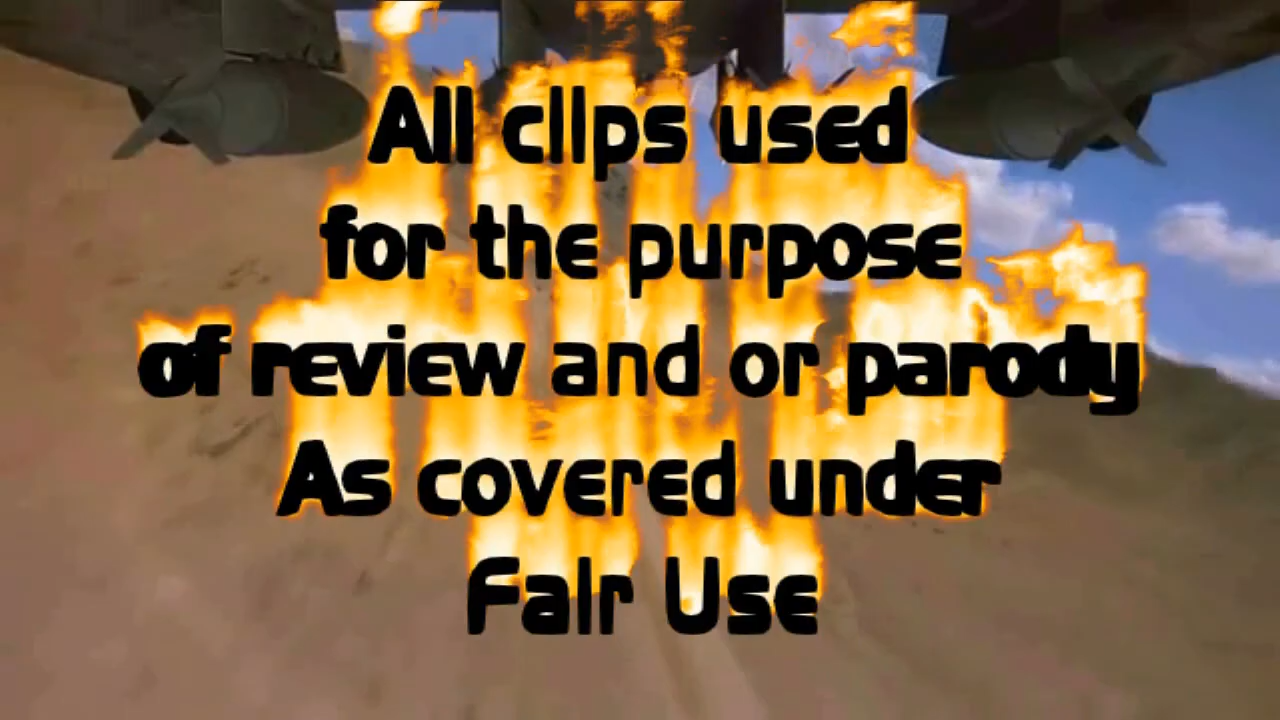 All clips used
for the purpose
of review and or parody
As covered under
Fair Use